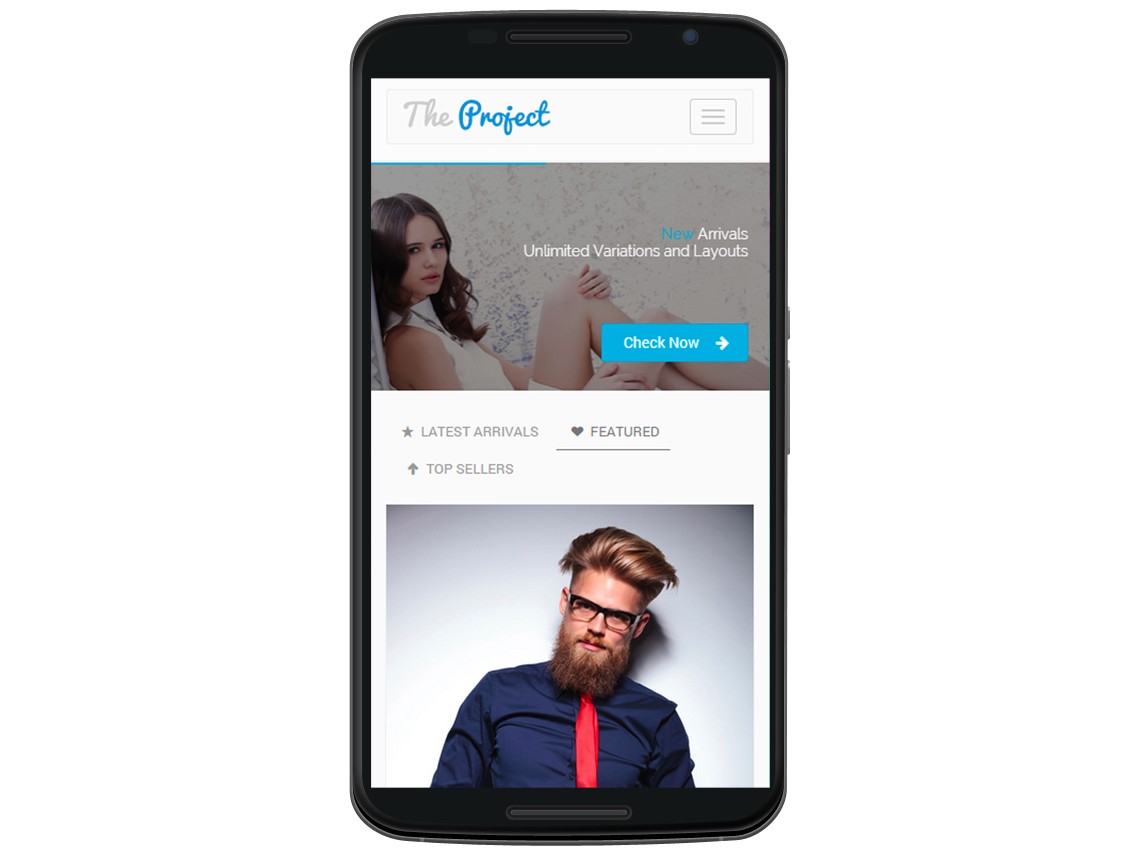 The Project
New Arrivals
Unlimited Variations and Layouts
Check Now
LATEST ARRIVALS
FEATURED
TOP SELLERS